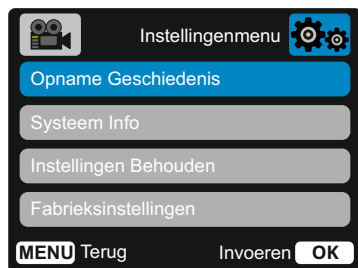 Instellingenmenu
Opname Geschiedenis
Systeem Info
Instellingen Behouden
Fabrieksinstellingen
MENU Terug Invoeren OK